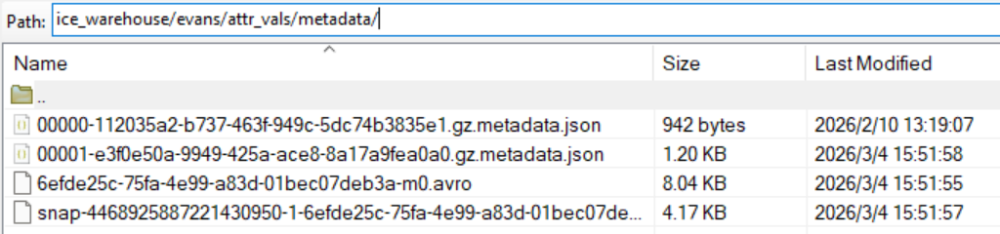 Path: ice_warehouse/evans/attr_vals/metadata/
Name Size Last Modified
..
00000-112035a2-b737-463f-949c-5dc74b3835e1.gz.metadata.json 942 bytes 2026/2/10 13:19:07
00001-e3f0e50a-9949-425a-ace8-8a17a9fea0a0.gz.metadata.json 1.20 KB 2026/3/4 15:51:58
6efde25c-75fa-4e99-a83d-01bec07deb3a-m0.avro 8.04 KB 2026/3/4 15:51:55
snap-4468925887221430950-1-6efde25c-75fa-4e99-a83d-01bec07de... 4.17 KB 2026/3/4 15:51:57